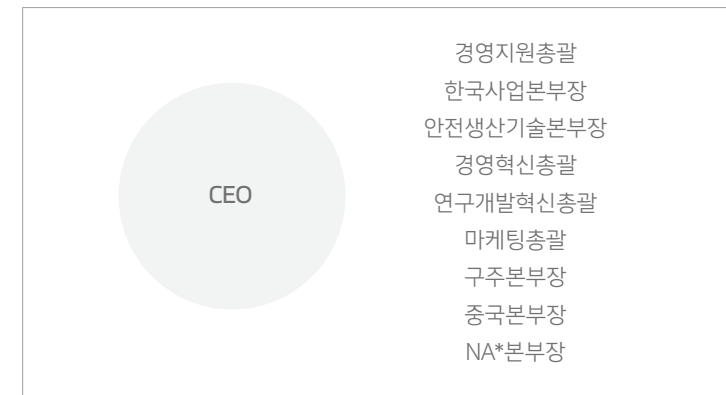 CEO
경영지원총괄
한국사업본부장
안전생산기술본부장
경영혁신총괄
연구개발혁신총괄
마케팅총괄
구주본부장
중국본부장
NA*본부장